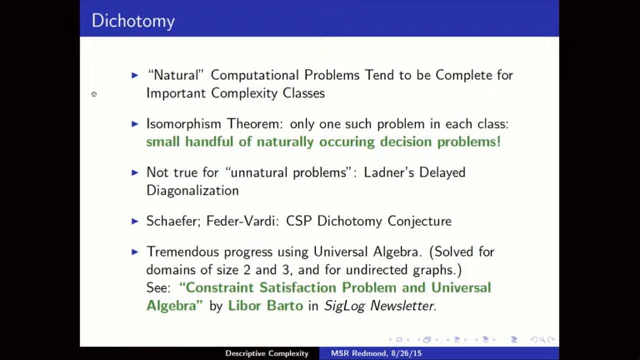 Dichotomy
"Natural" Computational Problems Tend to be Complete for
Important Complexity Classes
Isomorphism Theorem: only one such problem in each class:
small handful of naturally occuring decision problems!
Not true for "unnatural problems": Ladner's Delayed
Diagonalization
Schaefer; Feder-Vardi: CSP Dichotomy Conjecture
Tremendous progress using Universal Algebra. (Solved for
domains of size 2 and 3, and for undirected graphs.)
See: "Constraint Satisfaction Problem and Universal
Algebra" by Libor Barto in SigLog Newsletter.
Descriptive Complexity MSR Redmond, 8/26/15